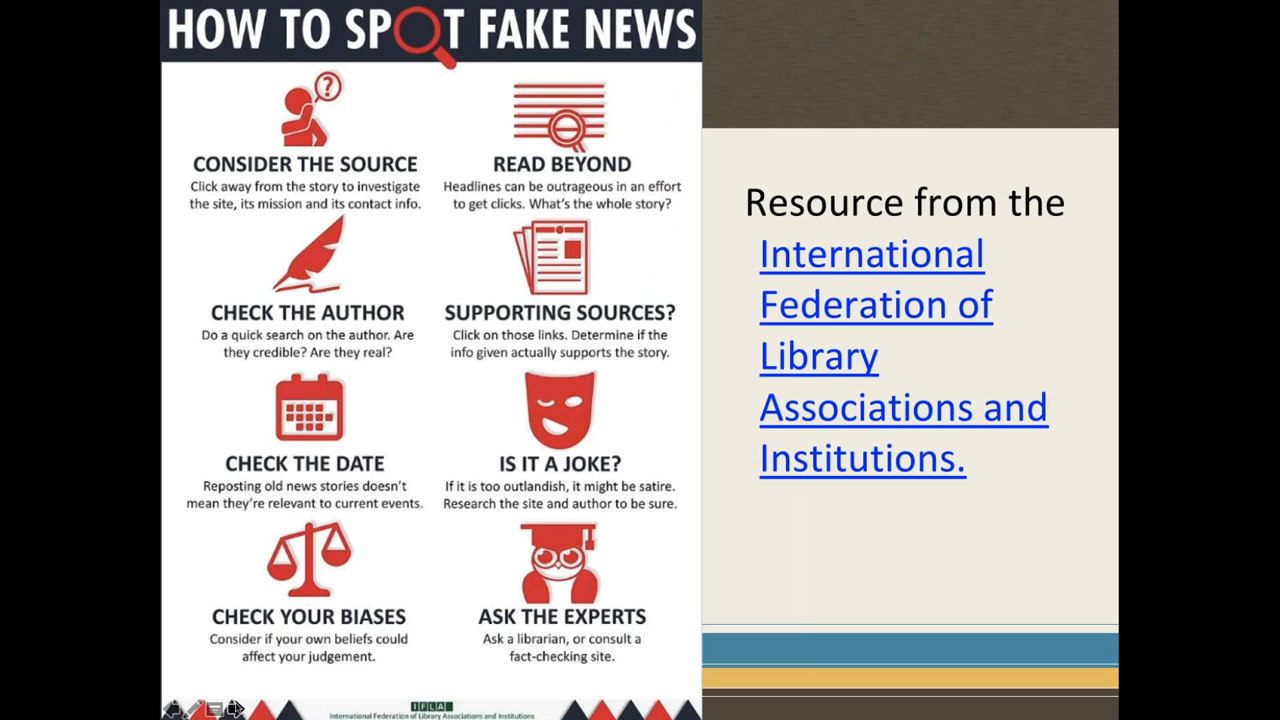 HOW TO SPOT FAKE NEWS
?
CONSIDER THE SOURCE
Click away from the story to investigate
the site, its mission and its contact info.
READ BEYOND
Headlines can be outrageous in an effort
to get clicks. What's the whole story?
CHECK THE AUTHOR
Do a quick search on the author. Are
they credible? Are they real?
SUPPORTING SOURCES?
Click on those links. Determine if the
info given actually supports the story.
CHECK THE DATE
Reposting old news stories doesn't
mean they're relevant to current events.
IS IT A JOKE?
If it is too outlandish, it might be satire.
Research the site and author to be sure.
CHECK YOUR BIASES
Consider if your own beliefs could
affect your judgement.
ASK THE EXPERTS
Ask a librarian, or consult a
fact-checking site.
IFLA
International Federation of Library Associations and Institutions
Resource from the
International
Federation of
Library
Associations and
Institutions.